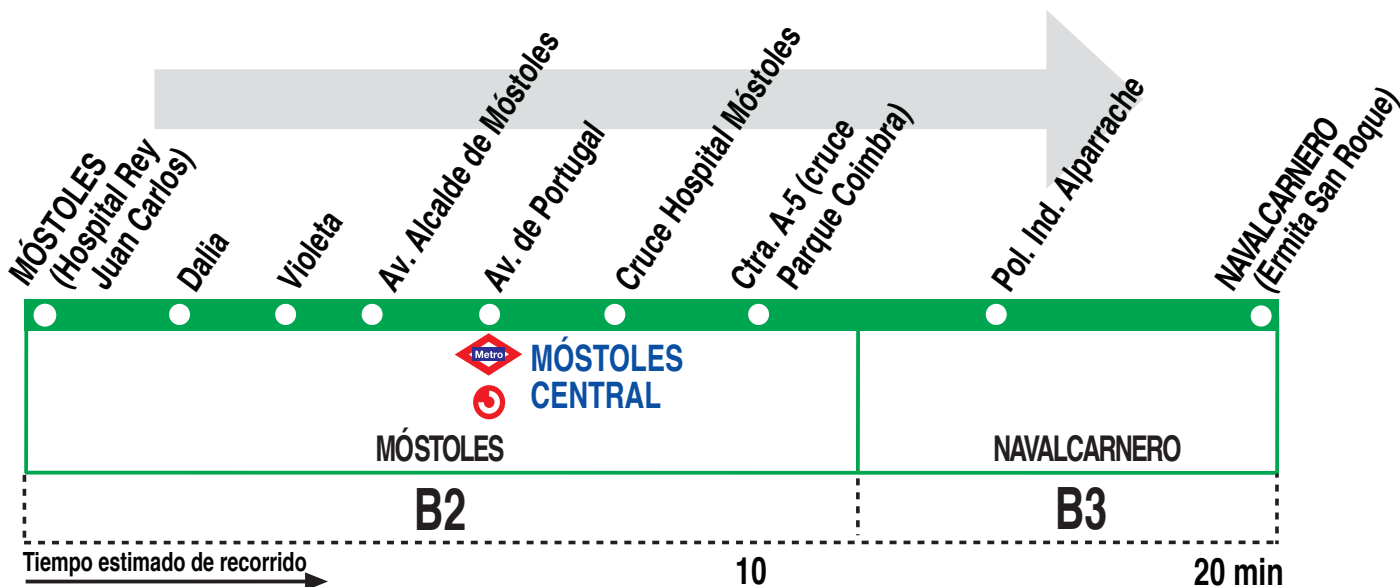 MÓSTOLES
(Hospital Rey
Juan Carlos)
Dalia
Violeta
Av. Alcalde de Móstoles
Av. de Portugal
Cruce Hospital Móstoles
Ctra. A-5 (cruce
Parque Coimbra)
Pol. Ind. Alparrache
NAVALCARNERO
(Ermita San Roque)
Metro
MÓSTOLES
CENTRAL
MÓSTOLES
NAVALCARNERO
B2
B3
Tiempo estimado de recorrido
10
20 min